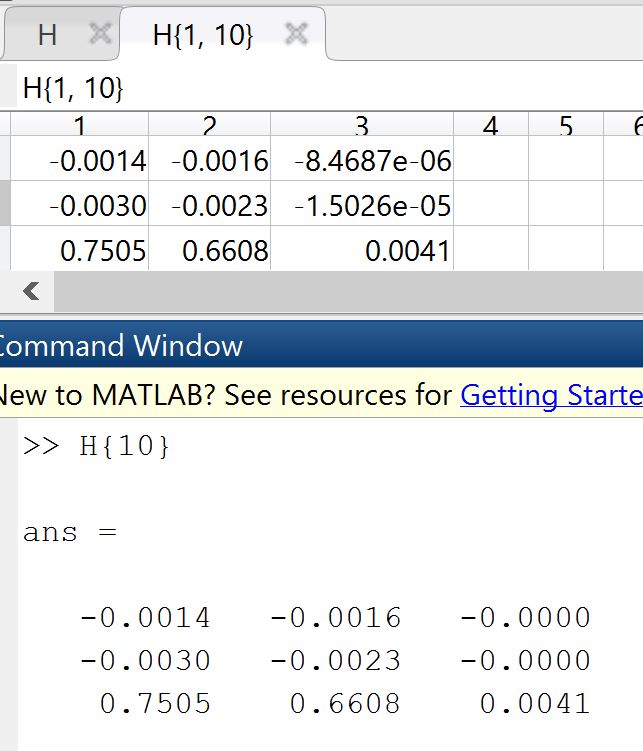 H H{1, 10}
H{1, 10}
1 2 3 4 5
-0.0014 -0.0016 -8.4687e-06
-0.0030 -0.0023 -1.5026e-05
0.7505 0.6608 0.0041
Command Window
New to MATLAB? See resources for Getting Starte
>> H{10}
ans =
-0.0014 -0.0016 -0.0000
-0.0030 -0.0023 -0.0000
0.7505 0.6608 0.0041